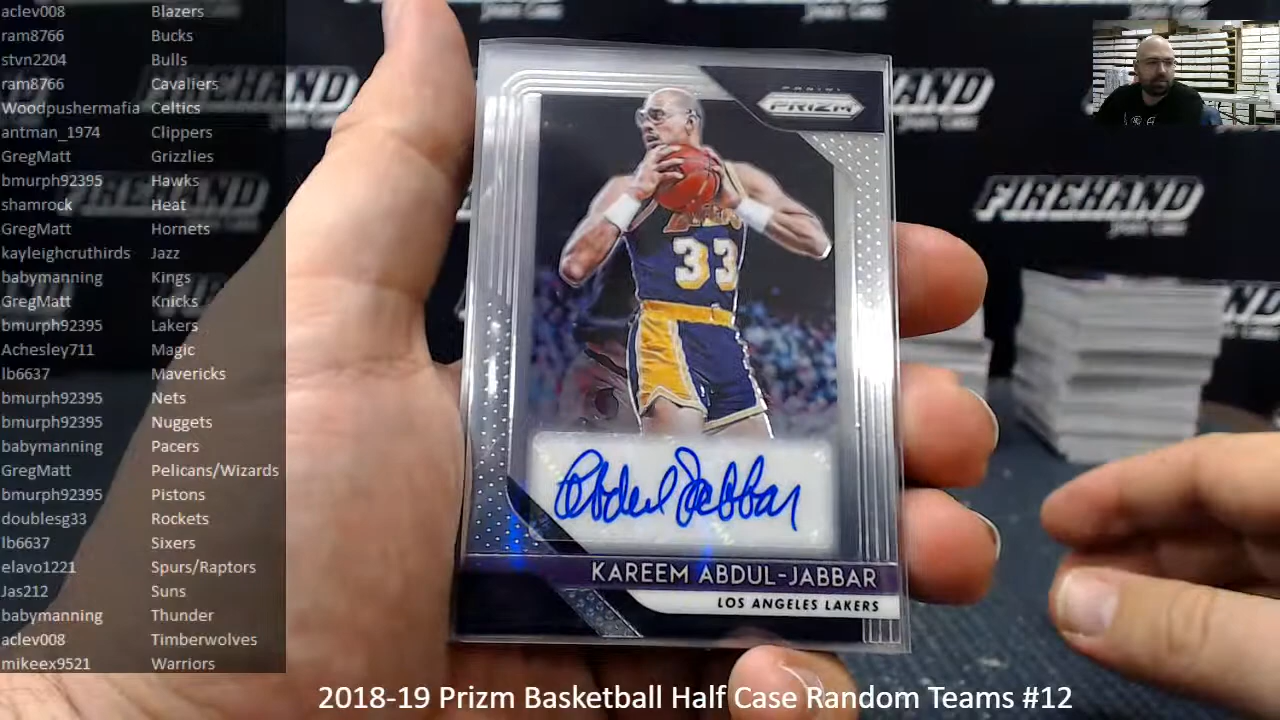 aclev008 Blazers
ram8766 Bucks
stvn2204 Bulls
ram8766 Cavaliers
Woodpushermafia Celtics
antman_1974 Clippers
GregMatt Grizzlies
bmurph92395 Hawks
shamrock Heat
GregMatt Hornets
kayleighcruthirds Jazz
babymanning Kings
GregMatt Knicks
bmurph92395 Lakers
Achesley711 Magic
lb6637 Mavericks
bmurph92395 Nets
bmurph92395 Nuggets
babymanning Pacers
GregMatt Pelicans/Wizards
bmurph92395 Pistons
doublesg33 Rockets
lb6637 Sixers
elavo1221 Spurs/Raptors
Jas212 Suns
babymanning Thunder
aclev008 Timberwolves
mikeex9521 Warriors
PANINI
PRIZM
33
Abdul Jabbar
KAREEM ABDUL-JABBAR
LOS ANGELES LAKERS
FIREHAND
FIREHAND
2018-19 Prizm Basketball Half Case Random Teams #12